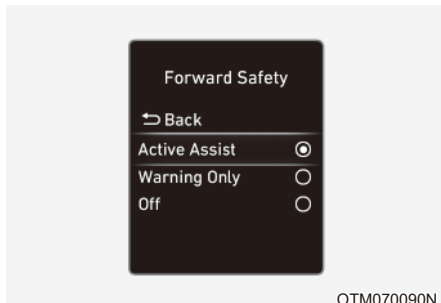 Forward Safety
Back
Active Assist
Warning Only
Off
OTM070090N